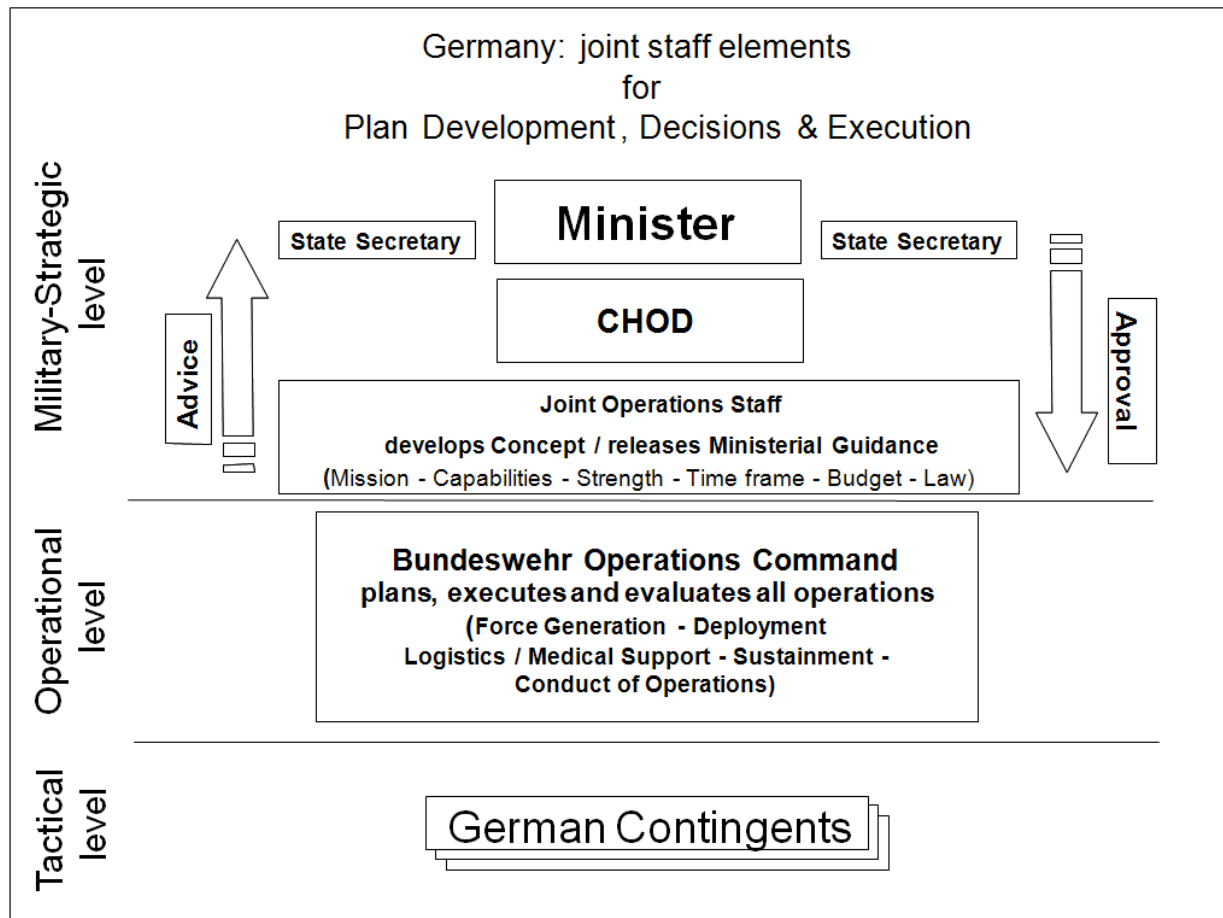 Germany: joint staff elements
for
Plan Development, Decisions & Execution
Military-Strategic
level
Minister
State Secretary
State Secretary
CHOD
Advice
Approval
Joint Operations Staff
develops Concept / releases Ministerial Guidance
(Mission - Capabilities - Strength - Time frame - Budget - Law)
Operational
level
Bundeswehr Operations Command
plans, executes and evaluates all operations
(Force Generation - Deployment
Logistics / Medical Support - Sustainment -
Conduct of Operations)
Tactical
level
German Contingents